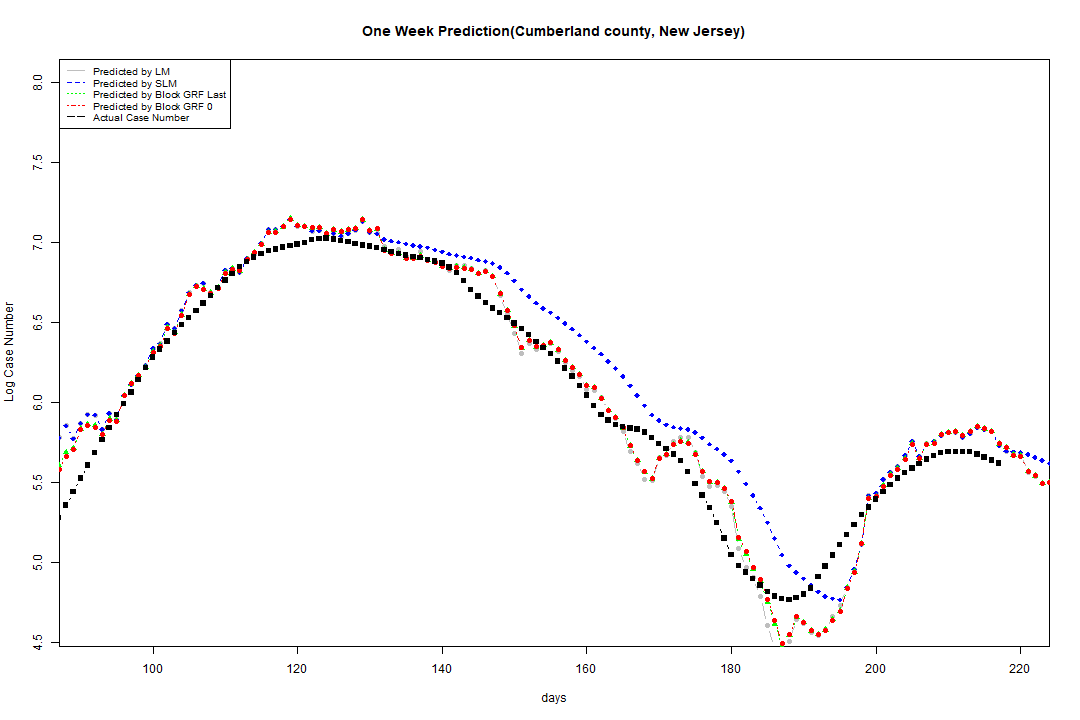 One Week Prediction(Cumberland county, New Jersey)
Predicted by LM
Predicted by SLM
Predicted by Block GRF Last
Predicted by Block GRF 0
Actual Case Number
Log Case Number
8.0
7.5
7.0
6.5
6.0
5.5
5.0
4.5
100 120 140 160 180 200 220
days